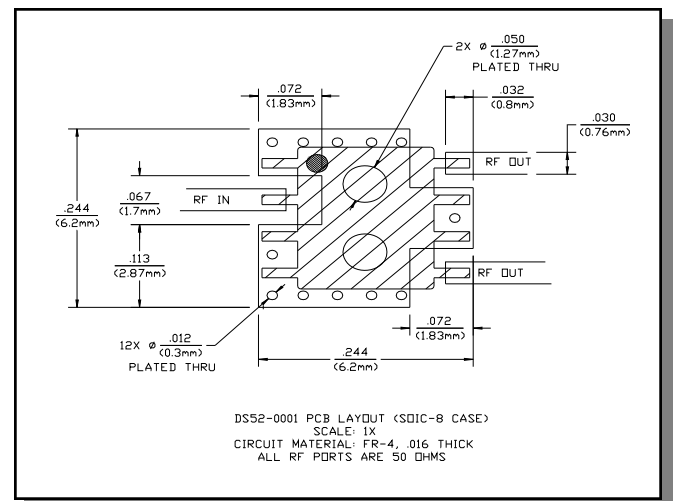 2X ø .050
(1.27mm)
PLATED THRU
.072
(1.83mm)
.032
(0.8mm)
.030
(0.76mm)
RF OUT
.067
(1.7mm)
RF IN
.244
(6.2mm)
.113
(2.87mm)
RF OUT
.072
(1.83mm)
12X ø .012
(0.3mm)
PLATED THRU
.244
(6.2mm)
DS52-0001 PCB LAYOUT (SOIC-8 CASE)
SCALE: 1X
CIRCUIT MATERIAL: FR-4, .016 THICK
ALL RF PORTS ARE 50 OHMS